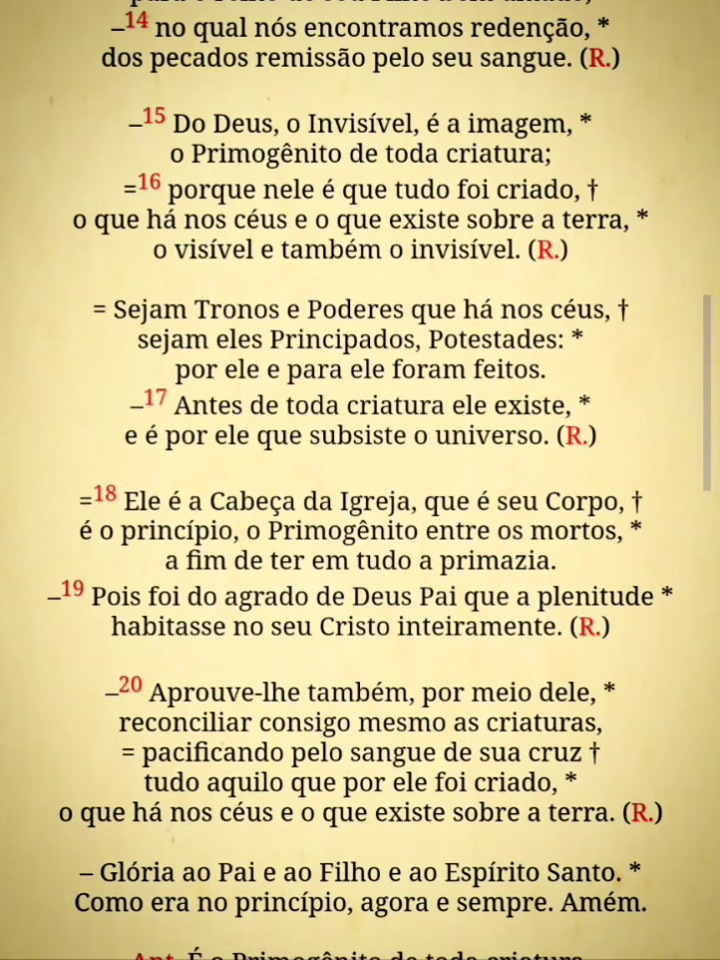 –14 no qual nós encontramos redenção, *
dos pecados remissão pelo seu sangue. (R.)
–15 Do Deus, o Invisível, é a imagem, *
o Primogênito de toda criatura;
=16 porque nele é que tudo foi criado, †
o que há nos céus e o que existe sobre a terra, *
o visível e também o invisível. (R.)
= Sejam Tronos e Poderes que há nos céus, †
sejam eles Principados, Potestades: *
por ele e para ele foram feitos.
–17 Antes de toda criatura ele existe, *
e é por ele que subsiste o universo. (R.)
=18 Ele é a Cabeça da Igreja, que é seu Corpo, †
é o princípio, o Primogênito entre os mortos, *
a fim de ter em tudo a primazia.
–19 Pois foi do agrado de Deus Pai que a plenitude *
habitasse no seu Cristo inteiramente. (R.)
–20 Aprouve-lhe também, por meio dele, *
reconciliar consigo mesmo as criaturas,
= pacificando pelo sangue de sua cruz †
tudo aquilo que por ele foi criado, *
o que há nos céus e o que existe sobre a terra. (R.)
– Glória ao Pai e ao Filho e ao Espírito Santo. *
Como era no princípio, agora e sempre. Amém.
Ant. É o Primogênito de toda criatura